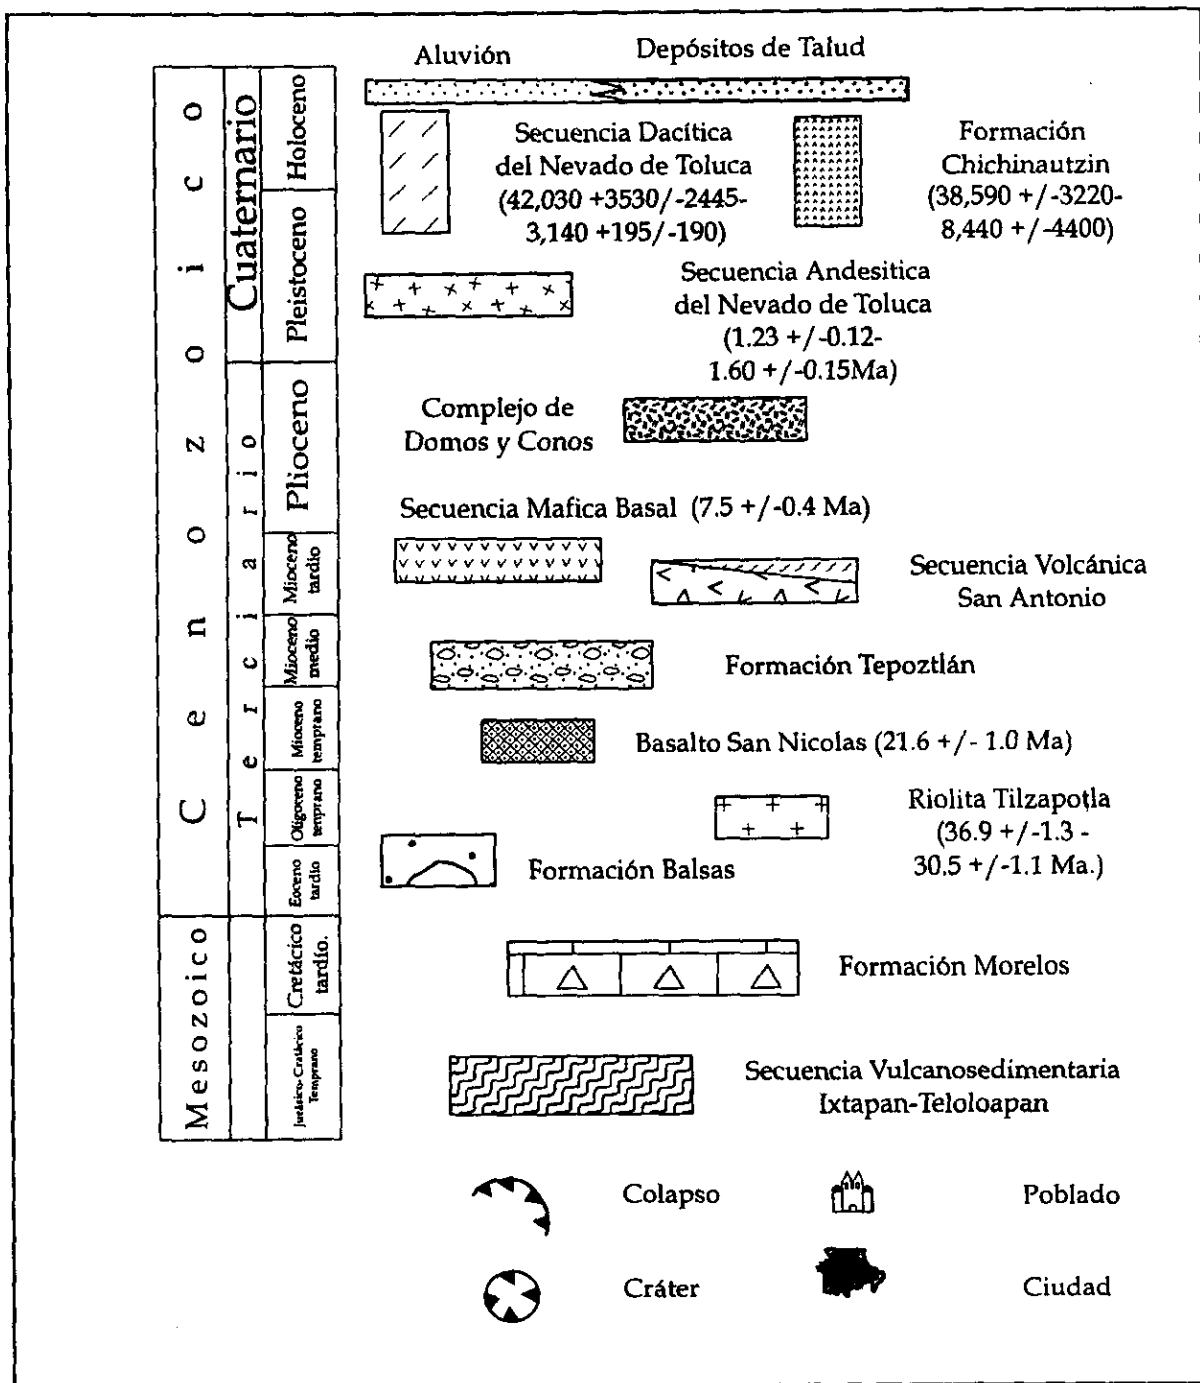 Aluvión
Depósitos de Talud
Cenozoico
Cuaternario
Holoceno
Secuencia Dacítica
del Nevado de Toluca
(42,030 +3530/-2445-
3,140 +195/-190)
Formación
Chichinautzin
(38,590 +/-3220-
8,440 +/-4400)
Pleistoceno
Secuencia Andesitica
del Nevado de Toluca
(1.23 +/-0.12-
1.60 +/-0.15Ma)
Terciario
Plioceno
Complejo de
Domos y Conos
Secuencia Mafica Basal (7.5 +/-0.4 Ma)
Mioceno
tardío
Secuencia Volcánica
San Antonio
Mioceno
medio
Formación Tepoztlán
Mioceno
temprano
Basalto San Nicolas (21.6 +/- 1.0 Ma)
Oligoceno
temprano
Riolita Tilzapotla
(36.9 +/-1.3 -
30.5 +/-1.1 Ma.)
Eoceno
tardío
Formación Balsas
Mesozoico
Cretácico
tardío.
Formación Morelos
Jurásico-Cratácico
Temprano
Secuencia Vulcanosedimentaria
Ixtapan-Teloloapan
Colapso
Poblado
Cráter
Ciudad